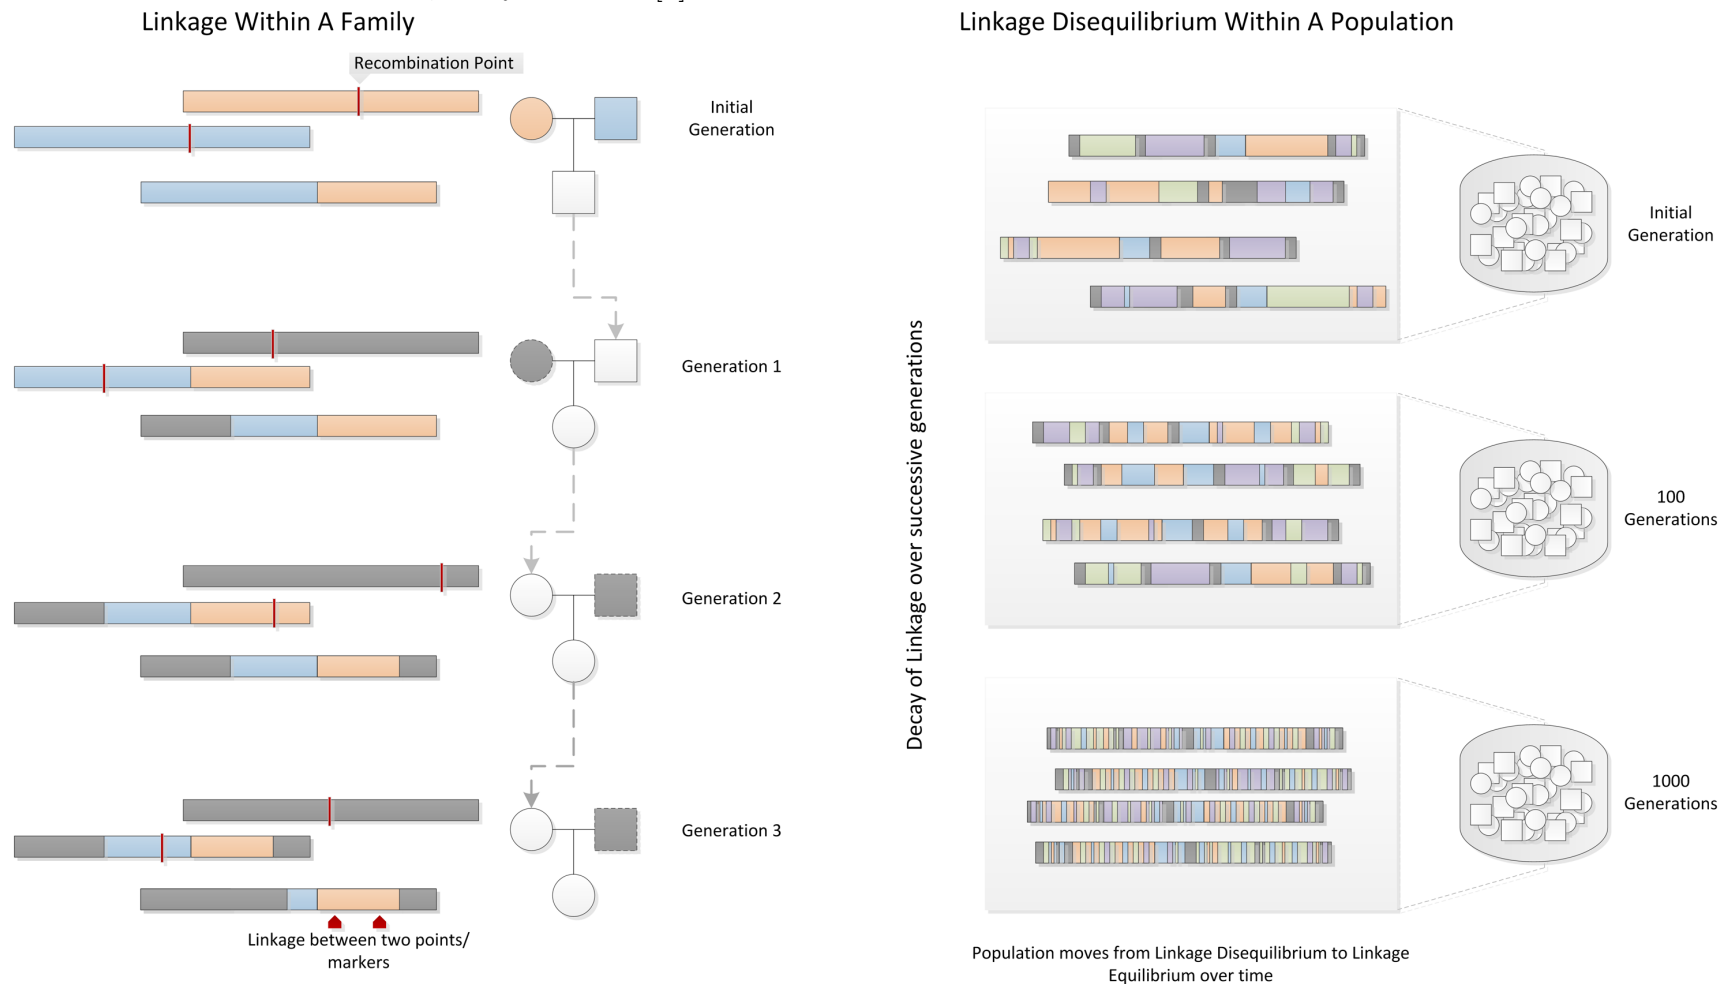 Linkage Within A Family
Recombination Point
Initial
Generation
Generation 1
Generation 2
Generation 3
Linkage between two points/
markers
Linkage Disequilibrium Within A Population
Decay of Linkage over successive generations
Initial
Generation
100
Generations
1000
Generations
Population moves from Linkage Disequilibrium to Linkage
Equilibrium over time